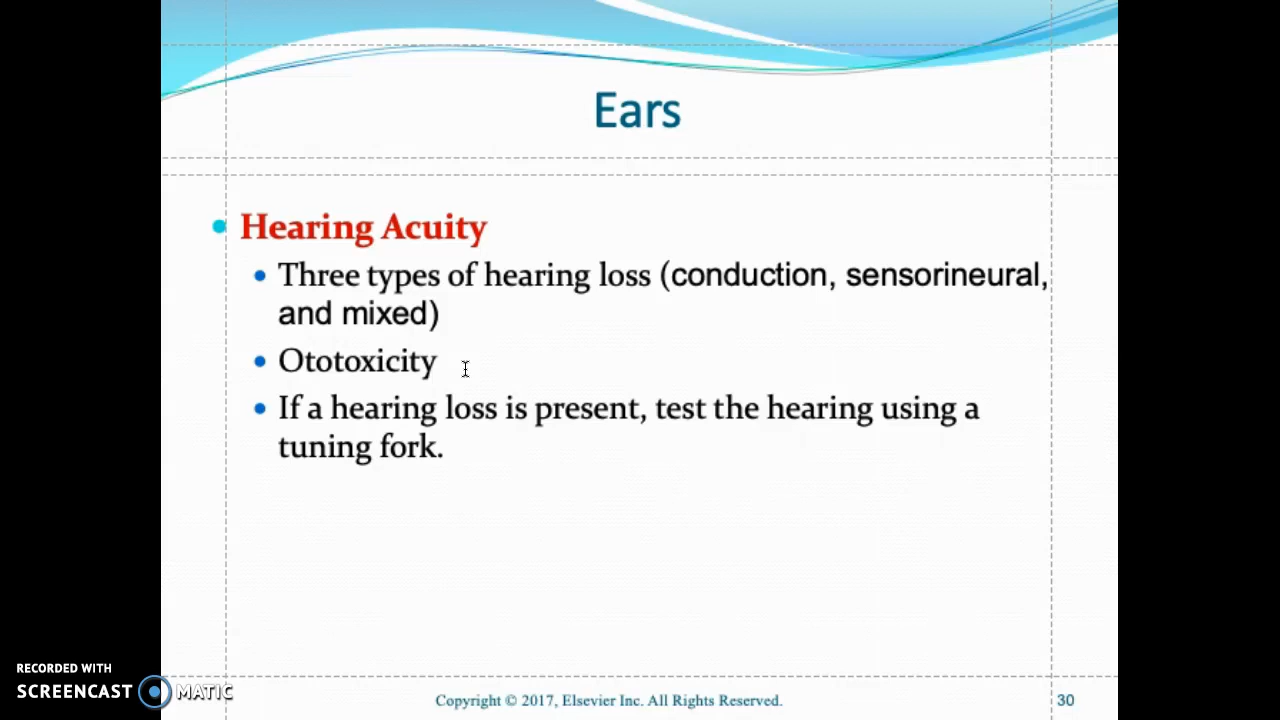 Ears
Hearing Acuity
Three types of hearing loss (conduction, sensorineural,
and mixed)
Ototoxicity
If a hearing loss is present, test the hearing using a
tuning fork.
RECORDED WITH
SCREENCAST MATIC
Copyright © 2017, Elsevier Inc. All Rights Reserved.
30